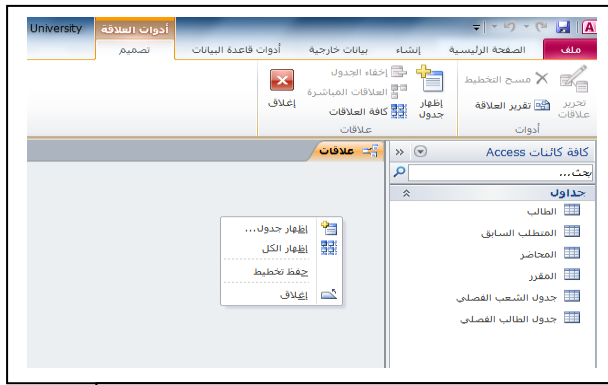 أدوات العلاقة University
ملف الصفحة الرئيسية إنشاء بيانات خارجية أدوات قاعدة البيانات تصميم
تحرير علاقات
مسح التخطيط
تقرير العلاقة
أدوات
إظهار جدول
إخفاء الجدول
العلاقات المباشرة
كافة العلاقات
إغلاق
علاقات
كافة كائنات Access
بحث...
جداول
الطالب
المتطلب السابق
المحاضر
المقرر
جدول الشعب الفصلي
جدول الطالب الفصلي
علاقات
إظهار جدول...
إظهار الكل
حفظ تخطيط
إغلاق